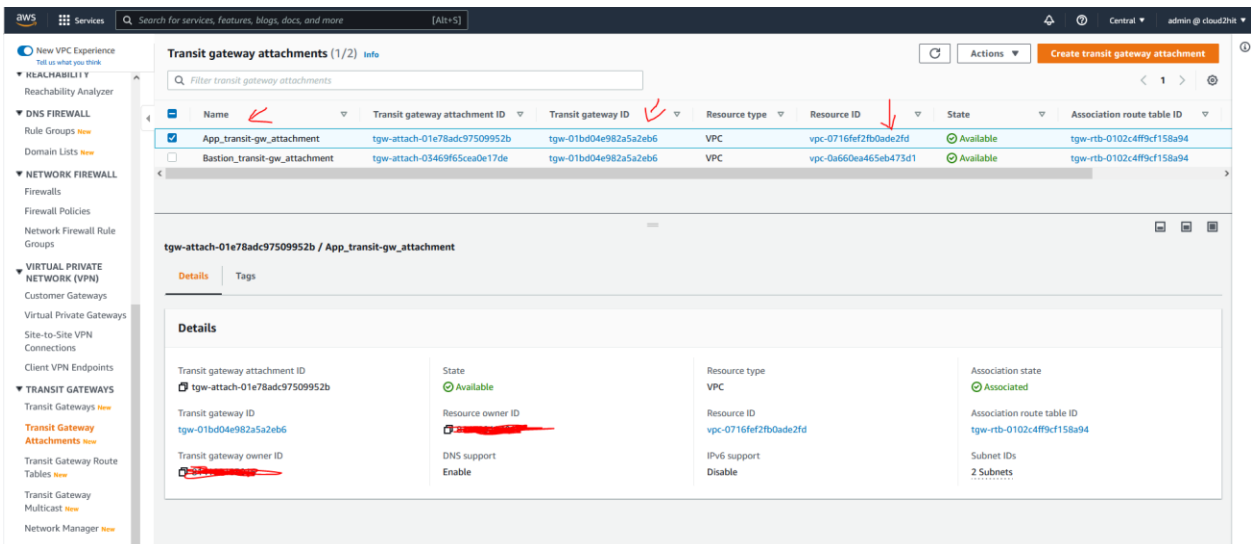 aws Services Search for services, features, blogs, docs, and more [Alt+S] Central ▼ admin @ cloud2hit ▼
New VPC Experience
Tell us what you think
▼ REACHABILITY
Reachability Analyzer
▼ DNS FIREWALL
Rule Groups New
Domain Lists New
▼ NETWORK FIREWALL
Firewalls
Firewall Policies
Network Firewall Rule
Groups
▼ VIRTUAL PRIVATE
NETWORK (VPN)
Customer Gateways
Virtual Private Gateways
Site-to-Site VPN
Connections
Client VPN Endpoints
▼ TRANSIT GATEWAYS
Transit Gateways New
Transit Gateway
Attachments New
Transit Gateway Route
Tables New
Transit Gateway
Multicast New
Network Manager New
Transit gateway attachments (1/2) Info Actions ▼ Create transit gateway attachment
Filter transit gateway attachments < 1 >
Name Transit gateway attachment ID Transit gateway ID Resource type Resource ID State Association route table ID
App_transit-gw_attachment tgw-attach-01e78adc97509952b tgw-01bd04e982a5a2eb6 VPC vpc-0716fef2fb0ade2fd Available tgw-rtb-0102c4ff9cf158a94
Bastion_transit-gw_attachment tgw-attach-03469f65cea0e17de tgw-01bd04e982a5a2eb6 VPC vpc-0a660ea465eb473d1 Available tgw-rtb-0102c4ff9cf158a94
tgw-attach-01e78adc97509952b / App_transit-gw_attachment
Details Tags
Details
Transit gateway attachment ID State Resource type Association state
tgw-attach-01e78adc97509952b Available VPC Associated
Transit gateway ID Resource owner ID Resource ID Association route table ID
tgw-01bd04e982a5a2eb6 vpc-0716fef2fb0ade2fd tgw-rtb-0102c4ff9cf158a94
Transit gateway owner ID DNS support IPv6 support Subnet IDs
Enable Disable 2 Subnets